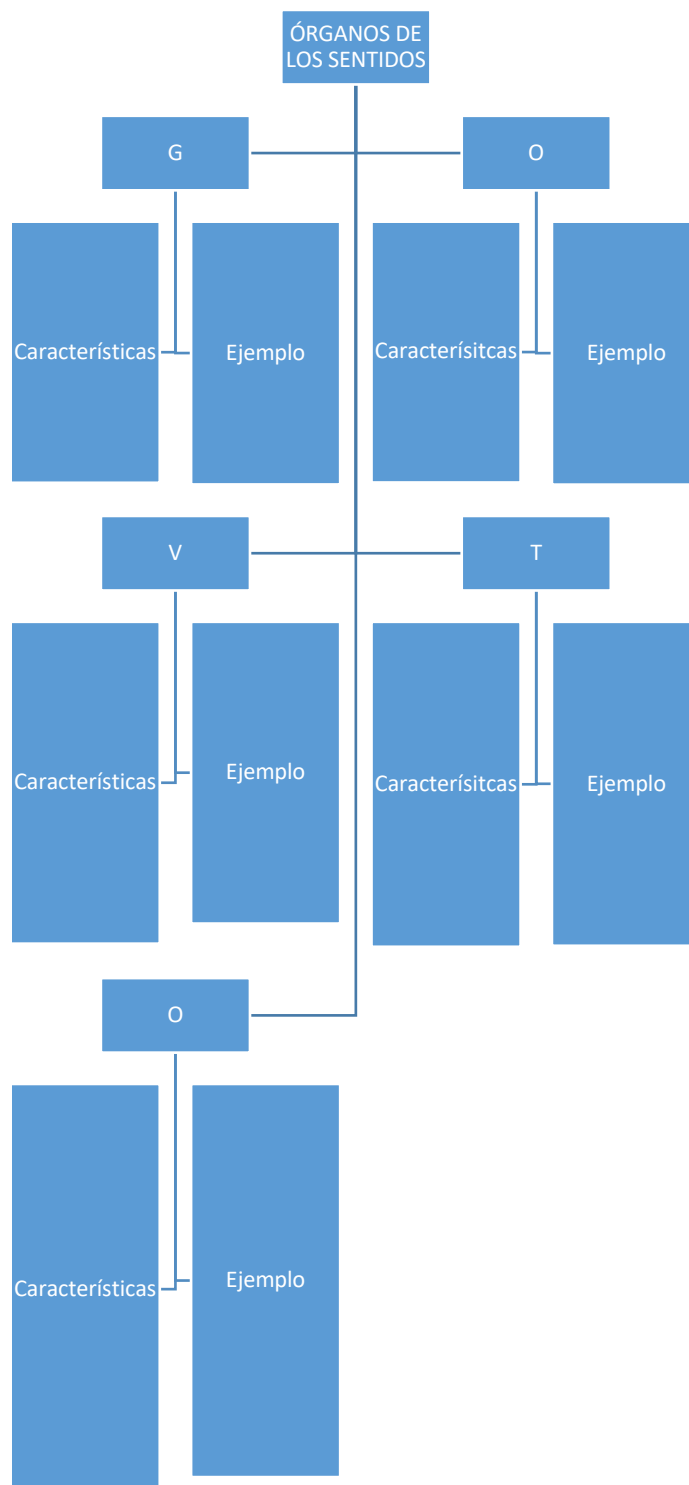 ÓRGANOS DE
LOS SENTIDOS
G
O
Características
Ejemplo
Caracterísitcas
Ejemplo
V
T
Características
Ejemplo
Caracterísitcas
Ejemplo
O
Características
Ejemplo